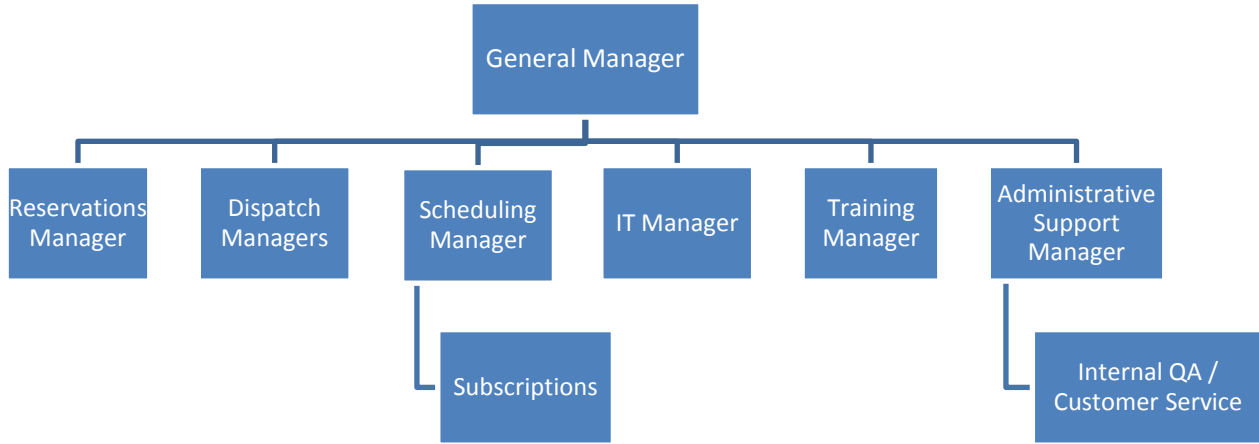 General Manager
Reservations
Manager
Dispatch
Managers
Scheduling
Manager
IT Manager
Training
Manager
Administrative
Support
Manager
Subscriptions
Internal QA /
Customer Service